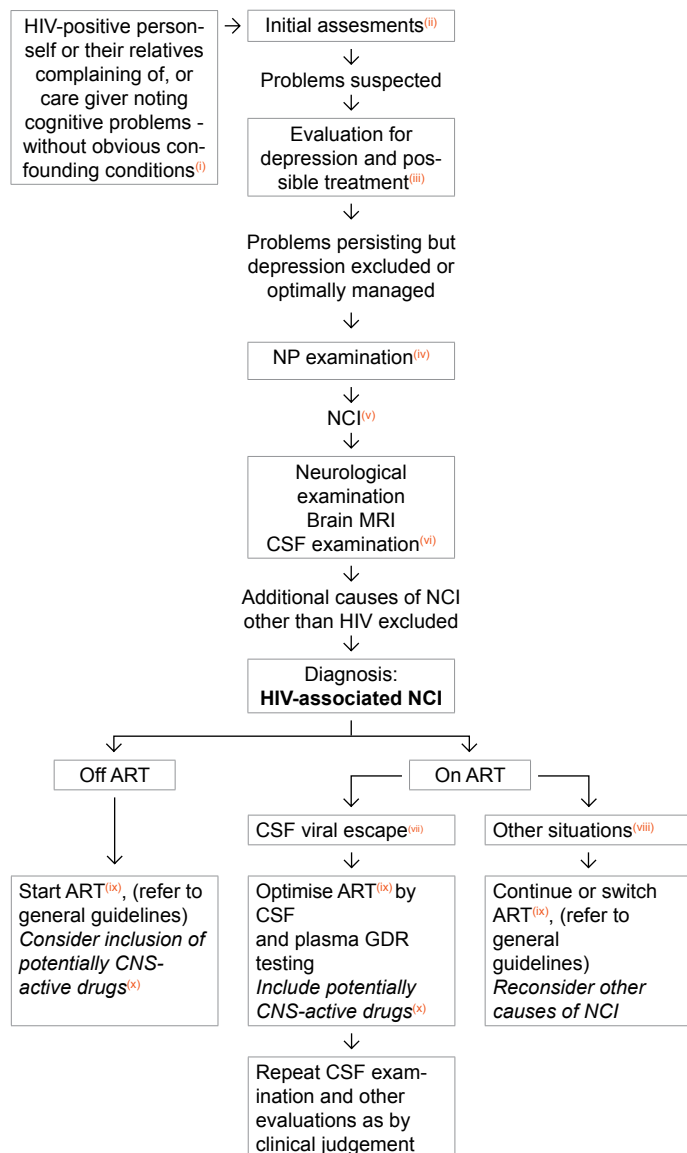 HIV-positive person-
self or their relatives
complaining of, or
care giver noting
cognitive problems -
without obvious con-
founding conditions(i)
Initial assesments(ii)
Problems suspected
Evaluation for
depression and pos-
sible treatment(iii)
Problems persisting but
depression excluded or
optimally managed
NP examination(iv)
NCI(v)
Neurological
examination
Brain MRI
CSF examination(vi)
Additional causes of NCI
other than HIV excluded
Diagnosis:
HIV-associated NCI
Off ART
On ART
CSF viral escape(vii)
Other situations(viii)
Start ART(ix), (refer to
general guidelines)
Consider inclusion of
potentially CNS-
active drugs(x)
Optimise ART(ix) by
CSF
and plasma GDR
testing
Include potentially
CNS-active drugs(x)
Continue or switch
ART(ix), (refer to
general
guidelines)
Reconsider other
causes of NCI
Repeat CSF exam-
ination and other
evaluations as by
clinical judgement